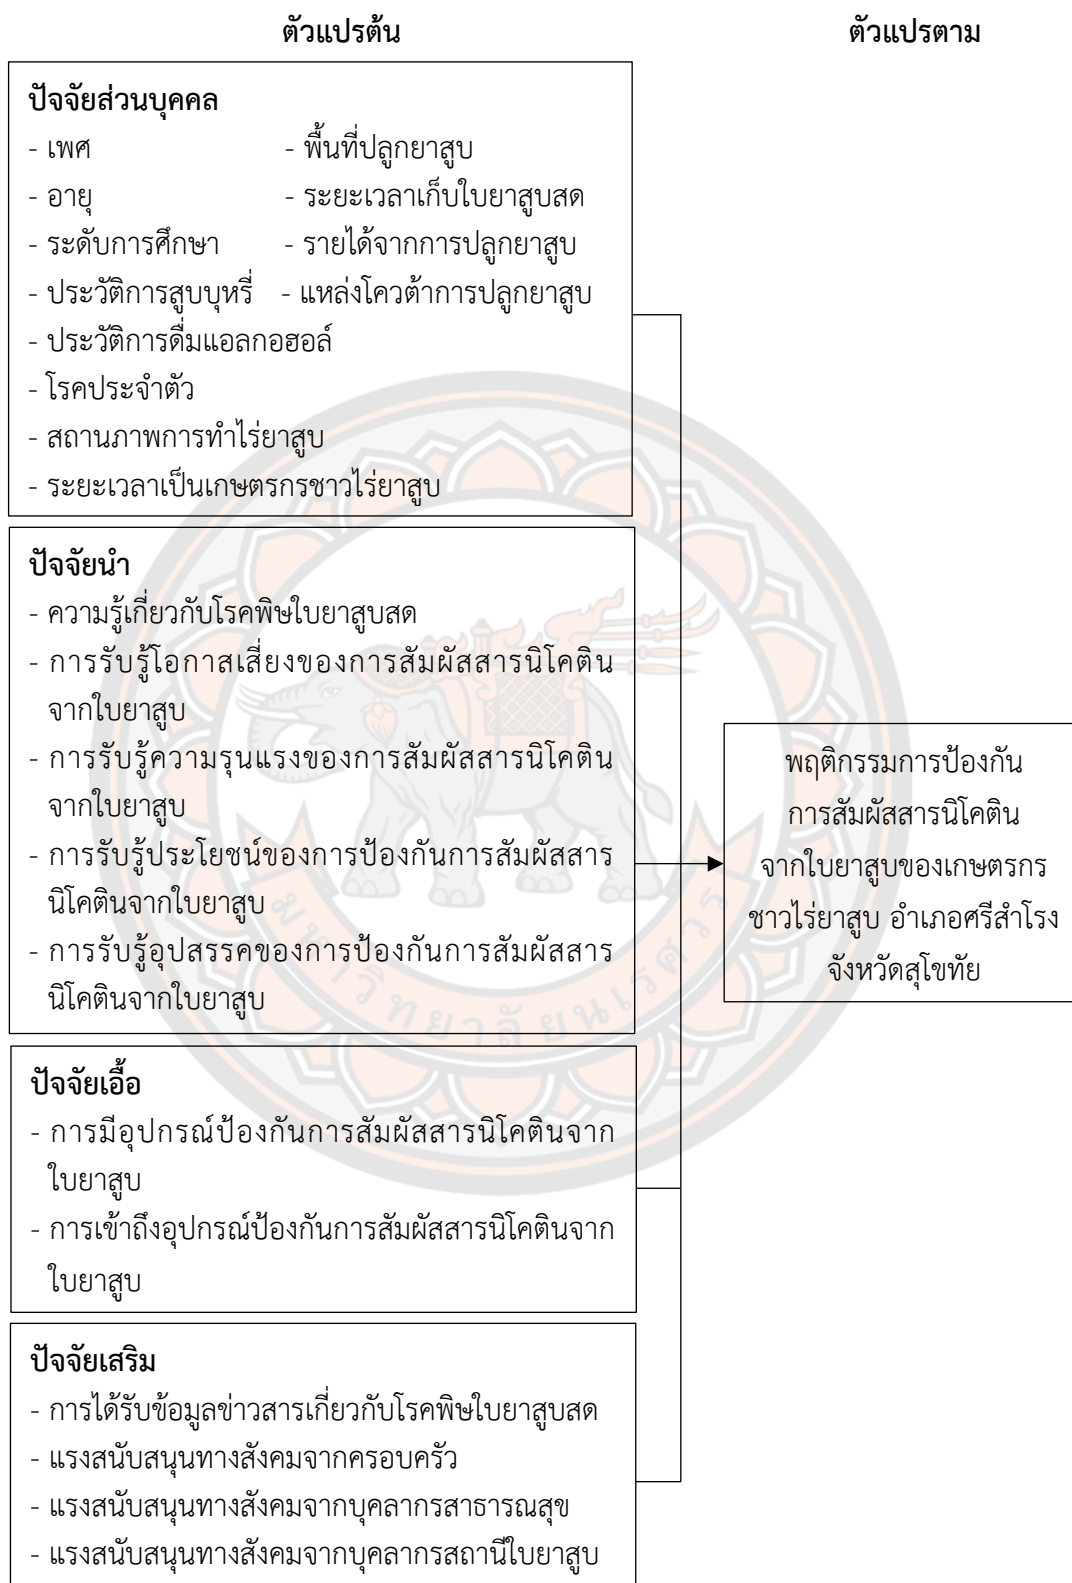 ตัวแปรต้น
ตัวแปรตาม
ปัจจัยส่วนบุคคล
- เพศ
- พื้นที่ปลูกยาสูบ
- อายุ
- ระยะเวลาเก็บใบยาสูบสด
- ระดับการศึกษา
- รายได้จากการปลูกยาสูบ
- ประวัติการสูบบุหรี่
- แหล่งโควต้าการปลูกยาสูบ
- ประวัติการดื่มแอลกอฮอล์
- โรคประจำตัว
- สถานภาพการทำไร่ยาสูบ
- ระยะเวลาเป็นเกษตรกรชาวไร่ยาสูบ
ปัจจัยนำ
- ความรู้เกี่ยวกับโรคพิษใบยาสูบสด
- การรับรู้โอกาสเสี่ยงของการสัมผัสสารนิโคติน
จากใบยาสูบ
- การรับรู้ความรุนแรงของการสัมผัสสารนิโคติน
จากใบยาสูบ
- การรับรู้ประโยชน์ของการป้องกันการสัมผัสสาร
นิโคตินจากใบยาสูบ
- การรับรู้อุปสรรคของการป้องกันการสัมผัสสาร
นิโคตินจากใบยาสูบ
พฤติกรรมการป้องกัน
การสัมผัสสารนิโคติน
จากใบยาสูบของเกษตรกร
ชาวไร่ยาสูบ อำเภอศรีสำโรง
จังหวัดสุโขทัย
มหาวิทยาลัยนเรศวร
ปัจจัยเอื้อ
- การมีอุปกรณ์ป้องกันการสัมผัสสารนิโคตินจาก
ใบยาสูบ
- การเข้าถึงอุปกรณ์ป้องกันการสัมผัสสารนิโคตินจาก
ใบยาสูบ
ปัจจัยเสริม
- การได้รับข้อมูลข่าวสารเกี่ยวกับโรคพิษใบยาสูบสด
- แรงสนับสนุนทางสังคมจากครอบครัว
- แรงสนับสนุนทางสังคมจากบุคลากรสาธารณสุข
- แรงสนับสนุนทางสังคมจากบุคลากรสถานีใบยาสูบ